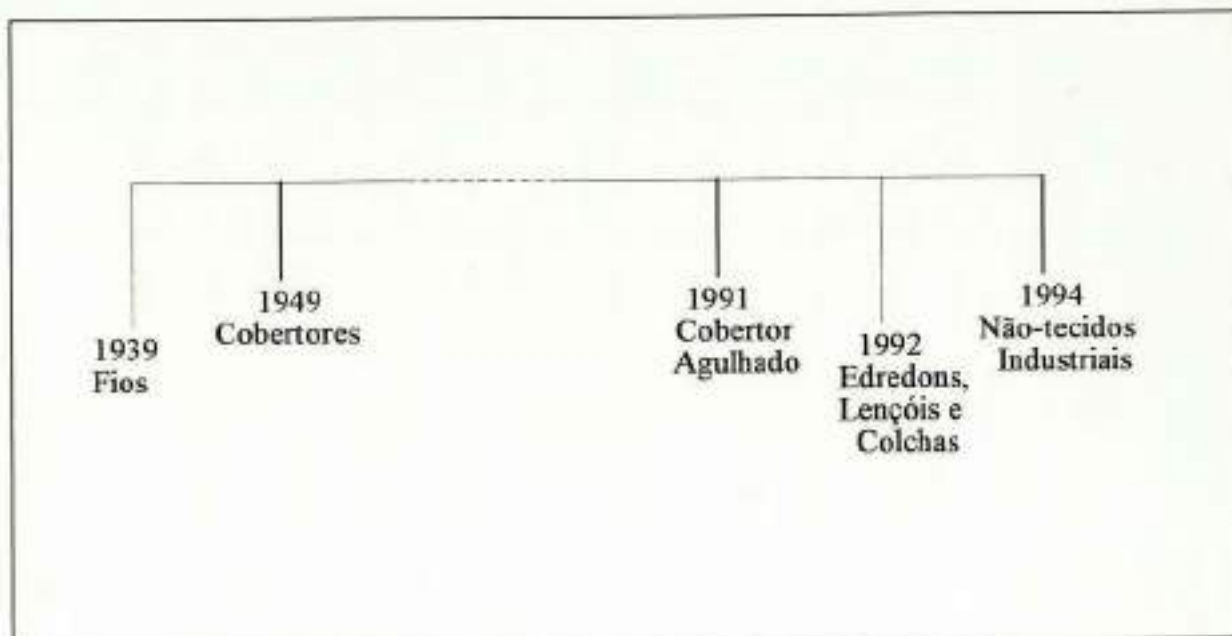 1939
Fios
1949
Cobertores
1991
Cobertor
Agulhado
1992
Edredons,
Lençóis e
Colchas
1994
Não-tecidos
Industriais